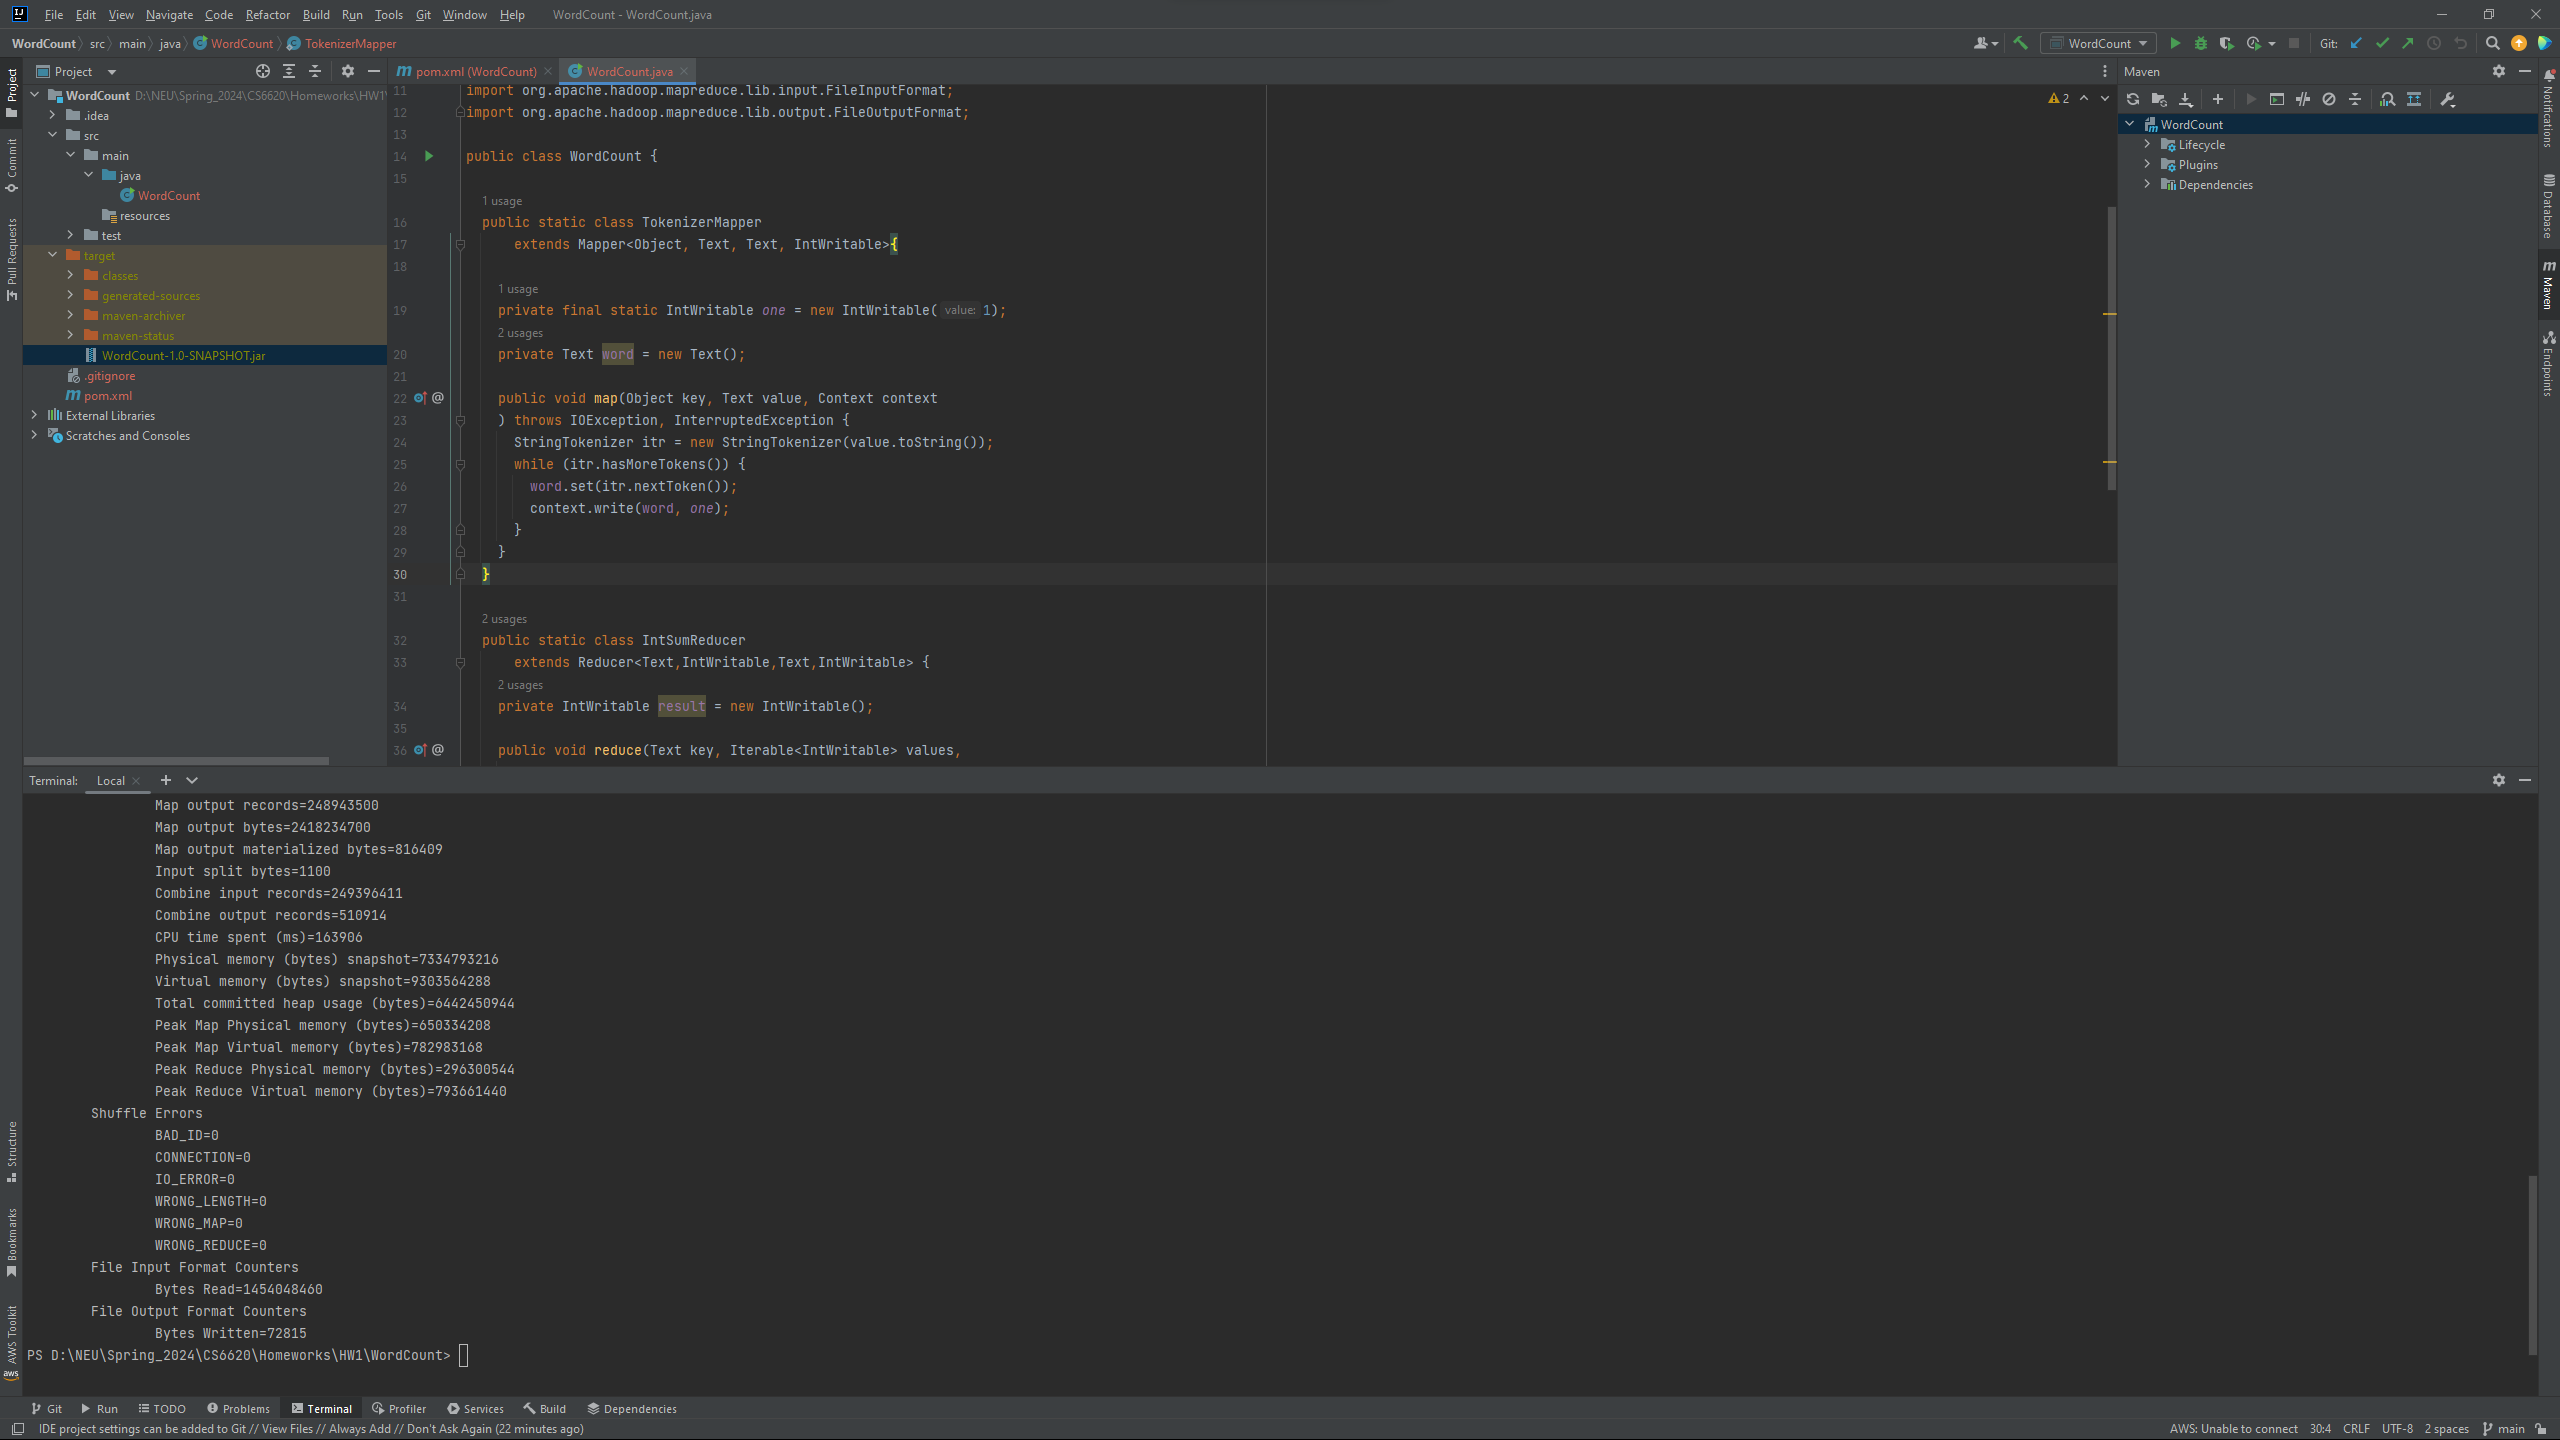 File Edit View Navigate Code Refactor Build Run Tools Git Window Help WordCount - WordCount.java
WordCount src main java WordCount TokenizerMapper
WordCount
Git:
Project
pom.xml (WordCount)
WordCount.java
Maven
WordCount D:\NEU\Spring_2024\CS6620\Homeworks\HW1\
.idea
src
main
java
WordCount
resources
test
target
classes
generated-sources
maven-archiver
maven-status
WordCount-1.0-SNAPSHOT.jar
.gitignore
pom.xml
External Libraries
Scratches and Consoles
11 import org.apache.hadoop.mapreduce.lib.input.FileInputFormat;
12 import org.apache.hadoop.mapreduce.lib.output.FileOutputFormat;
13
14 public class WordCount {
15
1 usage
16 public static class TokenizerMapper
17 extends Mapper<Object, Text, Text, IntWritable>{
18
1 usage
19 private final static IntWritable one = new IntWritable( value: 1);
2 usages
20 private Text word = new Text();
21
22 @ public void map(Object key, Text value, Context context
23 ) throws IOException, InterruptedException {
24 StringTokenizer itr = new StringTokenizer(value.toString());
25 while (itr.hasMoreTokens()) {
26 word.set(itr.nextToken());
27 context.write(word, one);
28 }
29 }
30 }
31
2 usages
32 public static class IntSumReducer
33 extends Reducer<Text,IntWritable,Text,IntWritable> {
2 usages
34 private IntWritable result = new IntWritable();
35
36 @ public void reduce(Text key, Iterable<IntWritable> values,
2
WordCount
Lifecycle
Plugins
Dependencies
Project
Commit
Pull Requests
Structure
Bookmarks
AWS Toolkit
aws
Notifications
Database
Maven
Endpoints
Terminal: Local
Map output records=248943500
Map output bytes=2418234700
Map output materialized bytes=816409
Input split bytes=1100
Combine input records=249396411
Combine output records=510914
CPU time spent (ms)=163906
Physical memory (bytes) snapshot=7334793216
Virtual memory (bytes) snapshot=9303564288
Total committed heap usage (bytes)=6442450944
Peak Map Physical memory (bytes)=650334208
Peak Map Virtual memory (bytes)=782983168
Peak Reduce Physical memory (bytes)=296300544
Peak Reduce Virtual memory (bytes)=793661440
Shuffle Errors
BAD_ID=0
CONNECTION=0
IO_ERROR=0
WRONG_LENGTH=0
WRONG_MAP=0
WRONG_REDUCE=0
File Input Format Counters
Bytes Read=1454048460
File Output Format Counters
Bytes Written=72815
PS D:\NEU\Spring_2024\CS6620\Homeworks\HW1\WordCount>
Git Run TODO Problems Terminal Profiler Services Build Dependencies
IDE project settings can be added to Git // View Files // Always Add // Don't Ask Again (22 minutes ago)
AWS: Unable to connect 30:4 CRLF UTF-8 2 spaces main